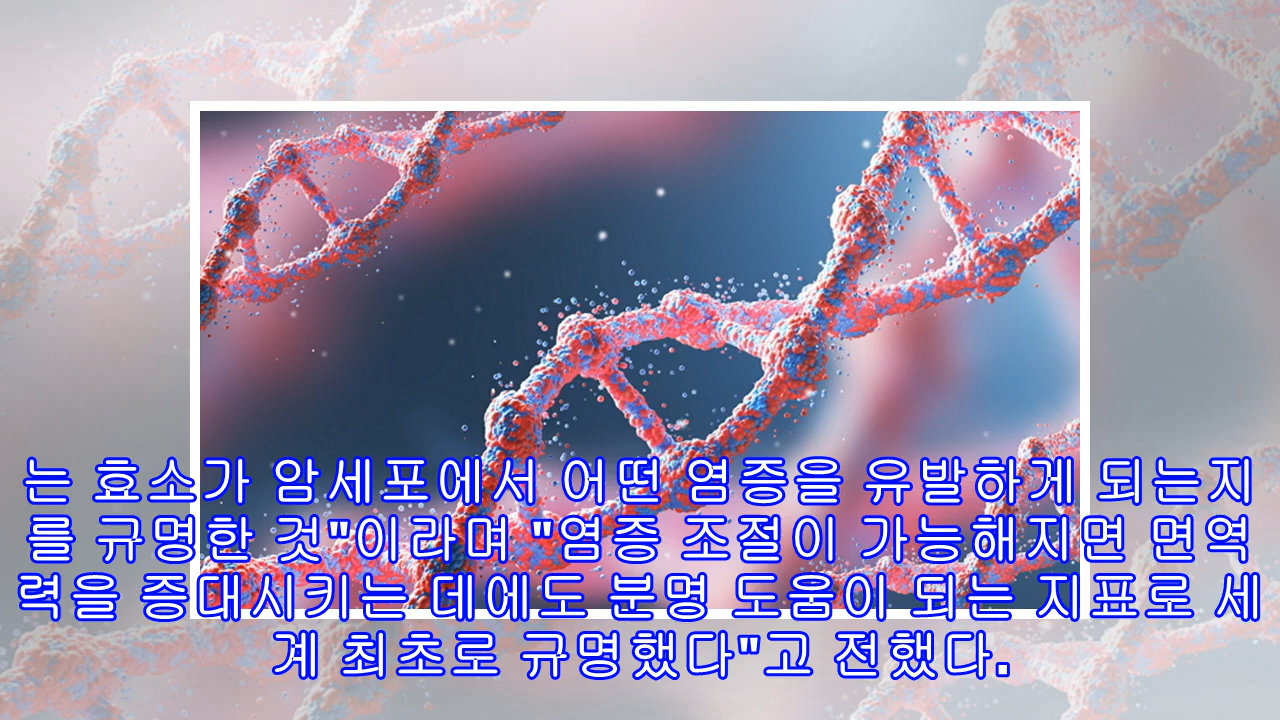 는 효소가 암세포에서 어떤 염증을 유발하게 되는지
를 규명한 것"이라며 "염증 조절이 가능해지면 면역
력을 증대시키는 데에도 분명 도움이 되는 지표로 세
계 최초로 규명했다"고 전했다.